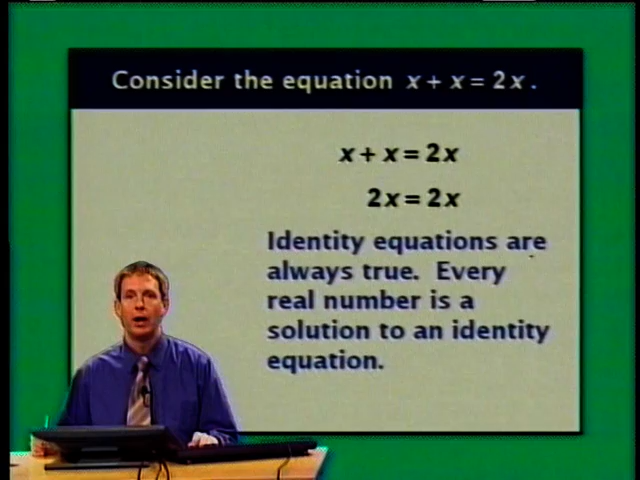 Consider the equation x + x = 2x.
x + x = 2x
2x = 2x
Identity equations are
always true. Every
real number is a
solution to an identity
equation.